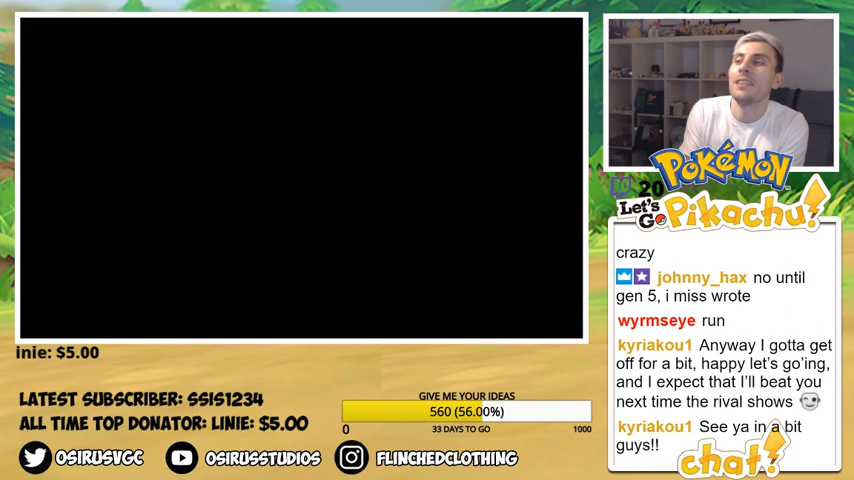 20
POKÉMON
Let's Go Pikachu!
crazy
johnny_hax no until
gen 5, i miss wrote
wyrmseye run
kyriakou1 Anyway I gotta get
off for a bit, happy let's go'ing,
and I expect that I'll beat you
next time the rival shows
kyriakou1 See ya in a bit
guys!!
chat!
inie: $5.00
LATEST SUBSCRIBER: SSIS1234
ALL TIME TOP DONATOR: LINIE: $5.00
GIVE ME YOUR IDEAS
560 (56.00%)
0
33 DAYS TO GO
1000
OSIRUSVGC
OSIRUSSTUDIOS
FLINCHEDCLOTHING